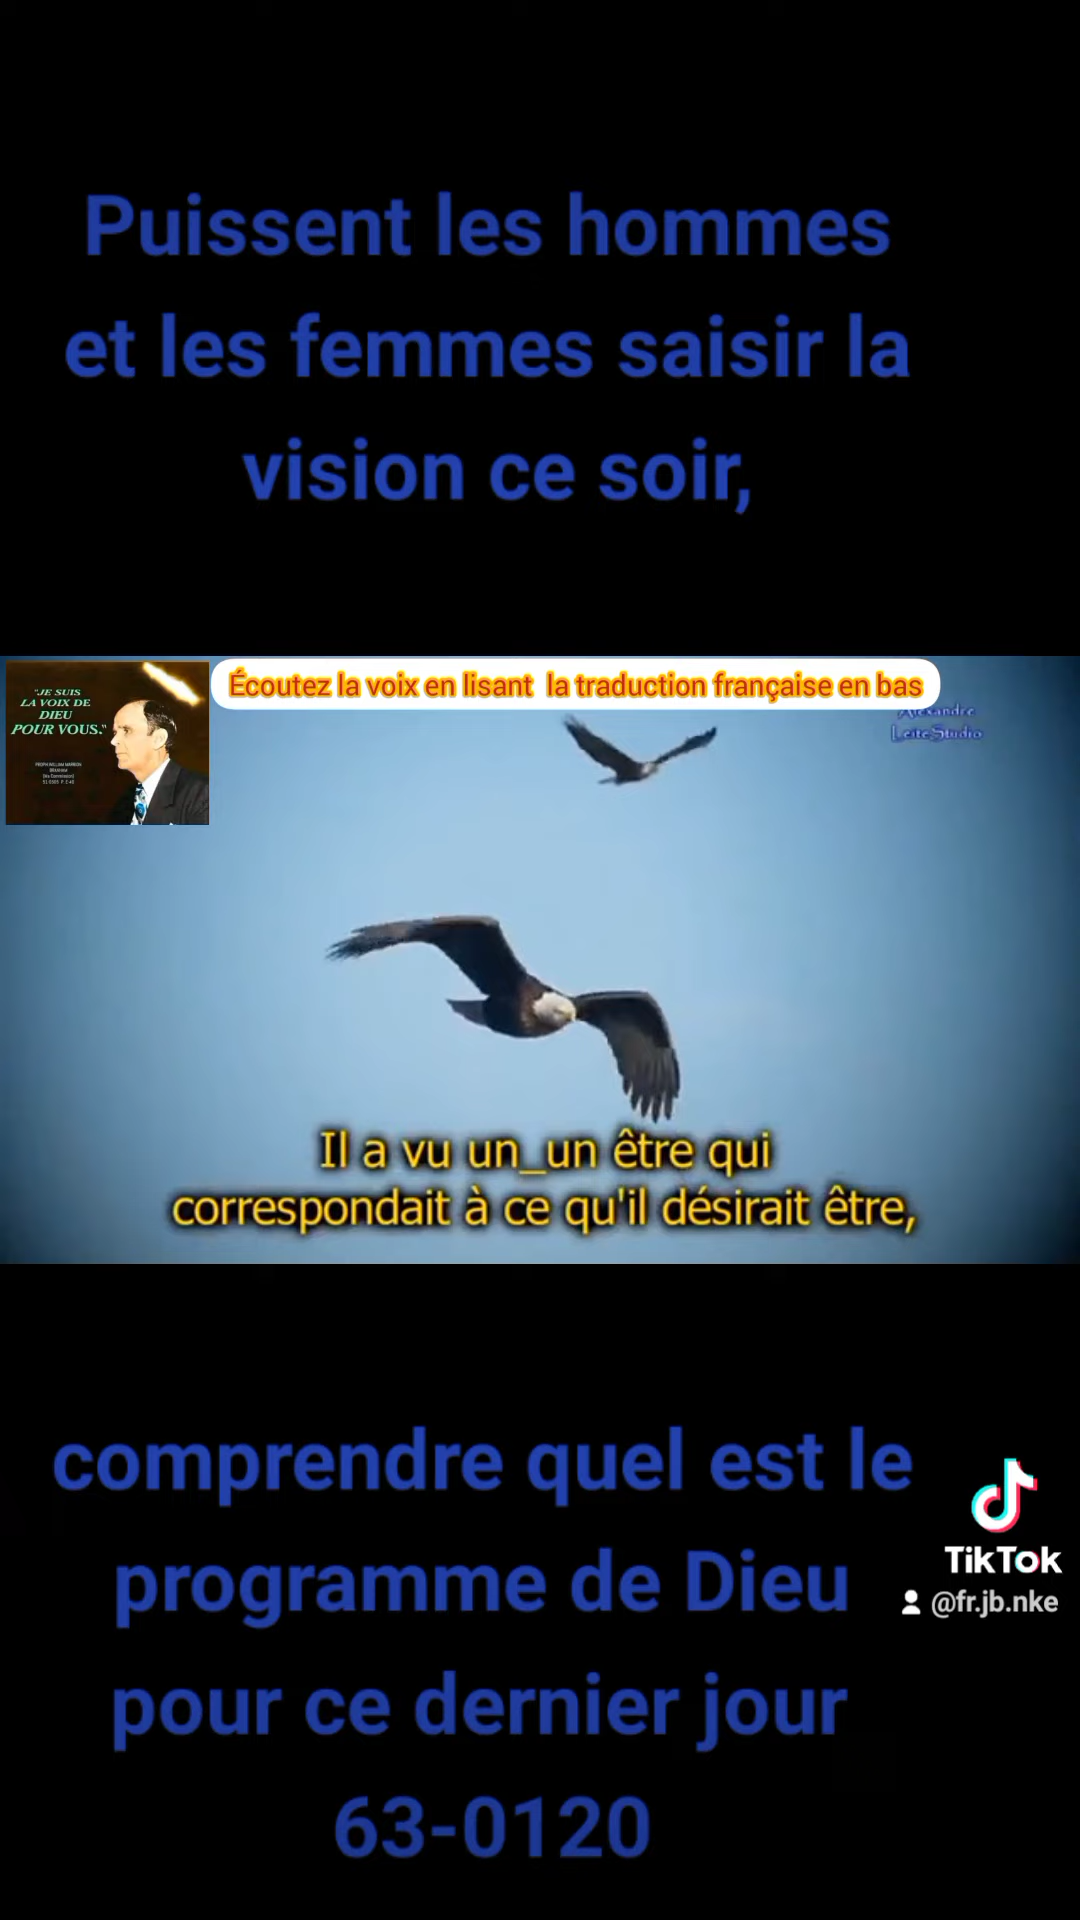 Puissent les hommes
et les femmes saisir la
vision ce soir,
Écoutez la voix en lisant la traduction française en bas
"JE SUIS
LA VOIX DE
DIEU
POUR VOUS."
Alexandre
LeiteStudio
Il a vu un_un être qui
correspondait à ce qu'il désirait être,
comprendre quel est le
programme de Dieu
pour ce dernier jour
63-0120
TikTok
@fr.jb.nke